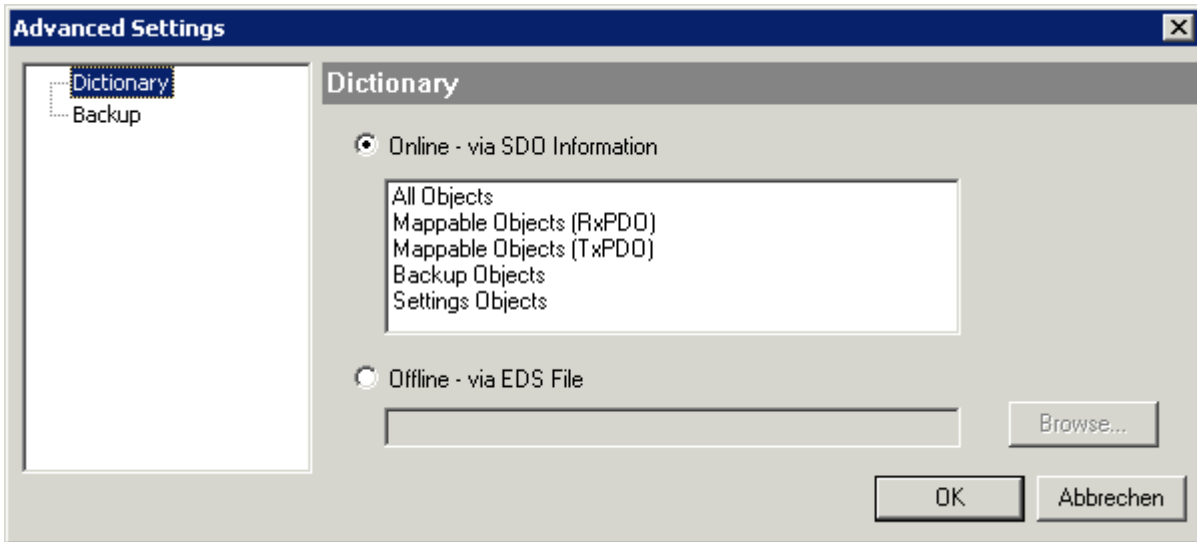 Advanced Settings
Dictionary
Backup
Dictionary
Online - via SDO Information
All Objects
Mappable Objects (RxPDO)
Mappable Objects (TxPDO)
Backup Objects
Settings Objects
Offline - via EDS File
Browse...
OK
Abbrechen